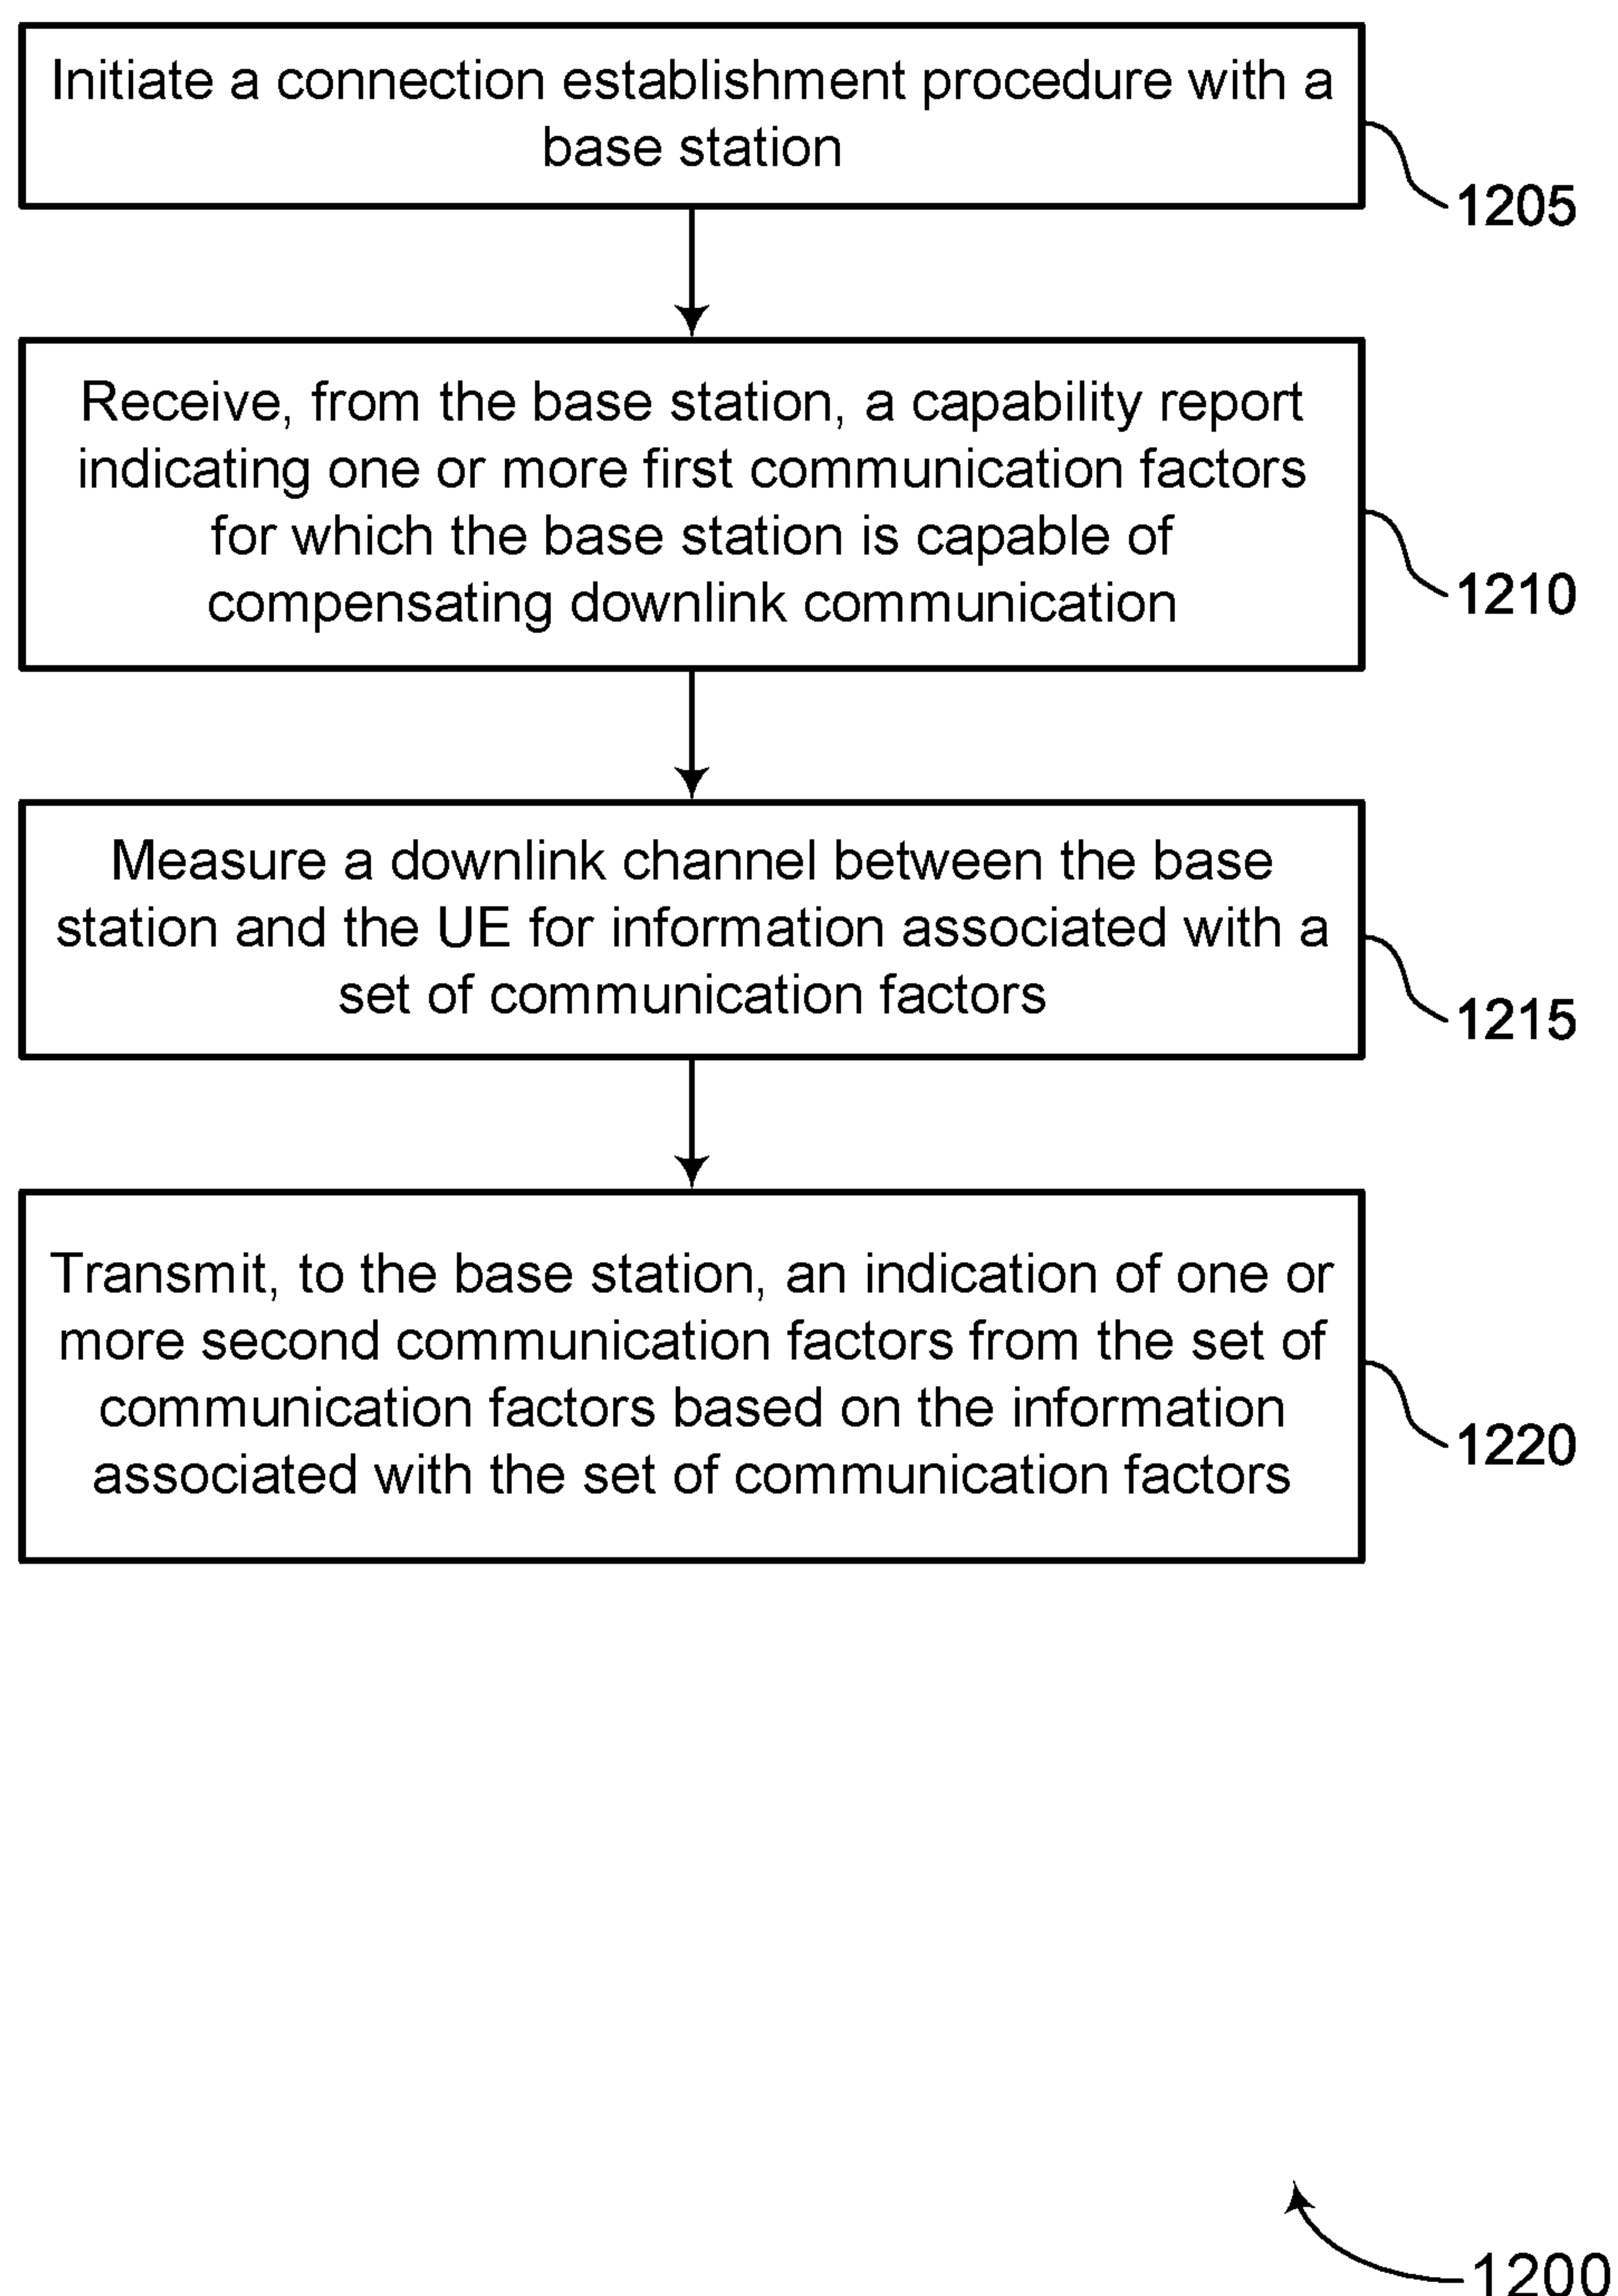 Initiate a connection establishment procedure with a
base station
1205
Receive, from the base station, a capability report
indicating one or more first communication factors
for which the base station is capable of
compensating downlink communication
1210
Measure a downlink channel between the base
station and the UE for information associated with a
set of communication factors
1215
Transmit, to the base station, an indication of one or
more second communication factors from the set of
communication factors based on the information
associated with the set of communication factors
1220
1200